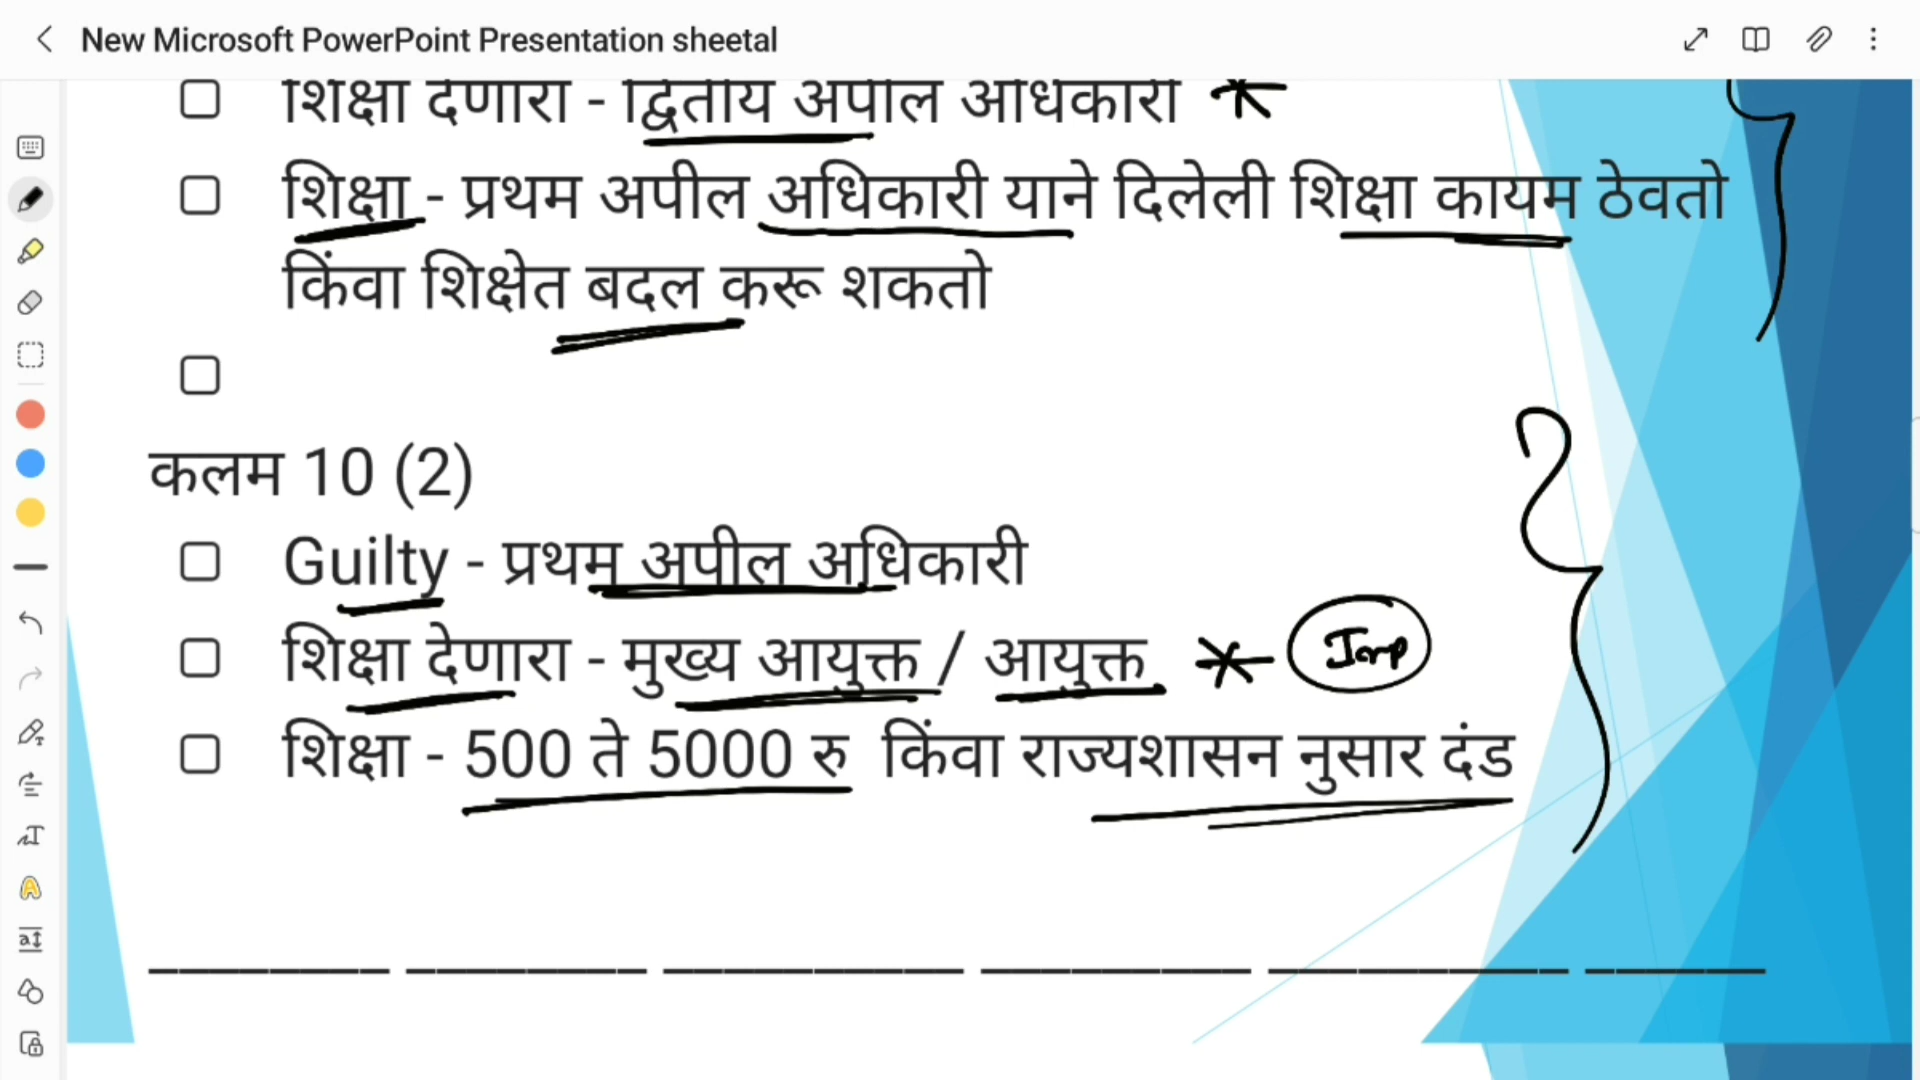 New Microsoft PowerPoint Presentation sheetal
शिक्षा देणारा - द्वितीय अपील अधिकारी
शिक्षा - प्रथम अपील अधिकारी याने दिलेली शिक्षा कायम ठेवतो
किंवा शिक्षेत बदल करू शकतो
कलम 10 (2)
Guilty - प्रथम अपील अधिकारी
शिक्षा देणारा - मुख्य आयुक्त / आयुक्त
Imp
शिक्षा - 500 ते 5000 रु किंवा राज्यशासन नुसार दंड